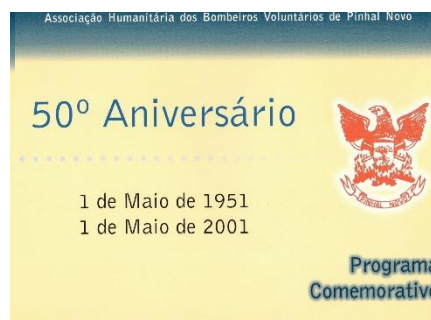 Associação Humanitária dos Bombeiros Voluntários de Pinhal Novo
50º Aniversário
1 de Maio de 1951
1 de Maio de 2001
PINHAL NOVO
Programa
Comemorativo